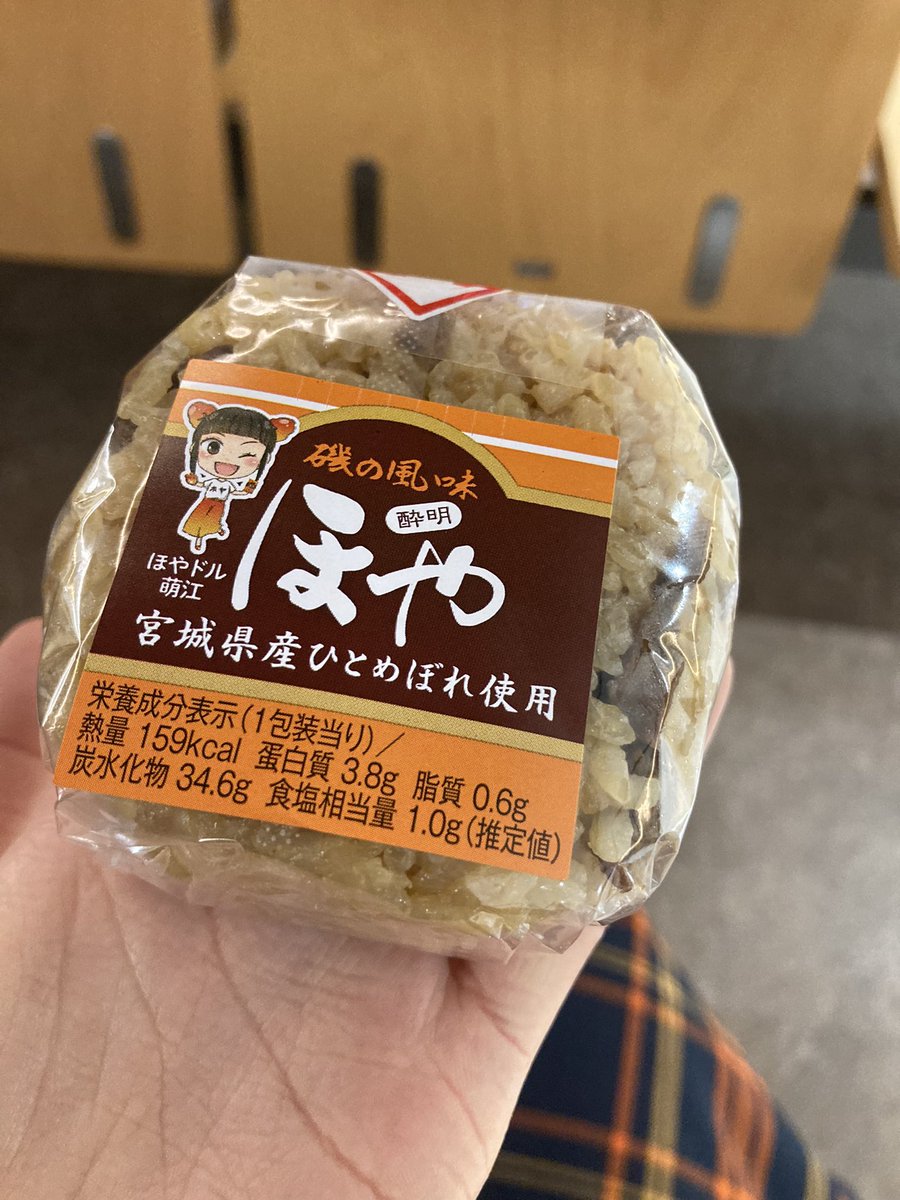 磯の風味
酔明
ほや
ほやドル
萌江
宮城県産ひとめぼれ使用
栄養成分表示(1包装当り)/
熱量 159kcal 蛋白質 3.8g 脂質 0.6g
炭水化物 34.6g 食塩相当量 1.0g(推定値)